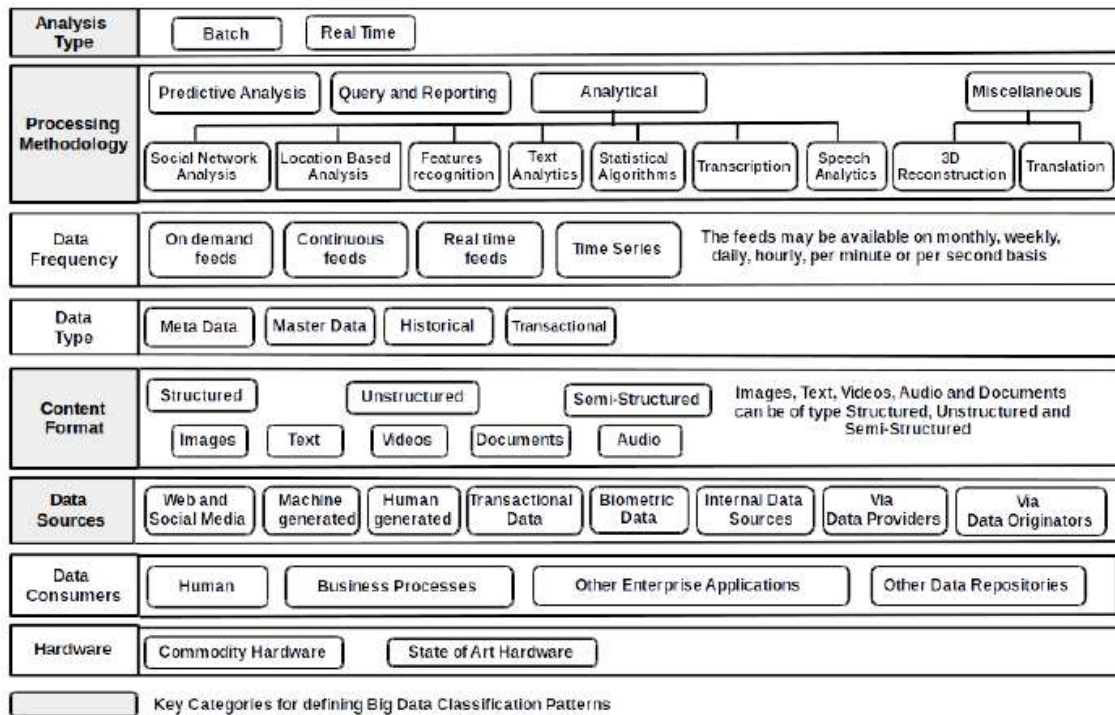 Analysis
Type
Batch
Real Time
Processing
Methodology
Predictive Analysis
Query and Reporting
Analytical
Miscellaneous
Social Network
Analysis
Location Based
Analysis
Features
recognition
Text
Analytics
Statistical
Algorithms
Transcription
Speech
Analytics
3D
Reconstruction
Translation
Data
Frequency
On demand
feeds
Continuous
feeds
Real time
feeds
Time Series
The feeds may be available on monthly, weekly,
daily, hourly, per minute or per second basis
Data
Type
Meta Data
Master Data
Historical
Transactional
Content
Format
Structured
Unstructured
Semi-Structured
Images
Text
Videos
Documents
Audio
Images, Text, Videos, Audio and Documents
can be of type Structured, Unstructured and
Semi-Structured
Data
Sources
Web and
Social Media
Machine
generated
Human
generated
Transactional
Data
Biometric
Data
Internal Data
Sources
Via
Data Providers
Via
Data Originators
Data
Consumers
Human
Business Processes
Other Enterprise Applications
Other Data Repositories
Hardware
Commodity Hardware
State of Art Hardware
Key Categories for defining Big Data Classification Patterns